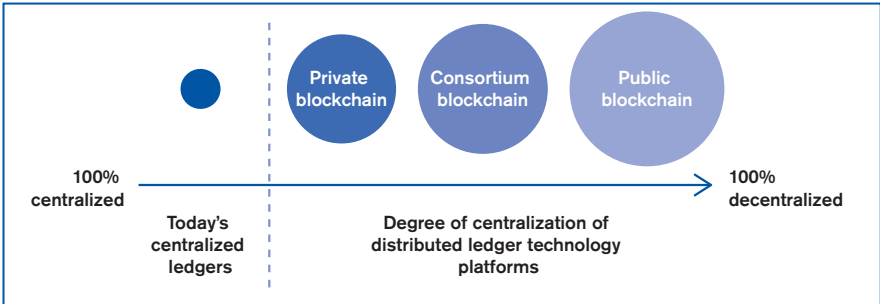 Private
blockchain
Consortium
blockchain
Public
blockchain
100%
centralized
100%
decentralized
Today's
centralized
ledgers
Degree of centralization of
distributed ledger technology
platforms